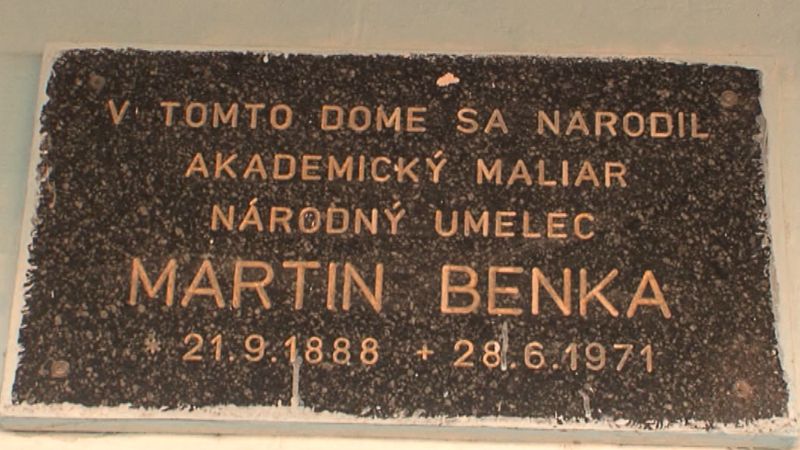 V TOMTO DOME SA NARODIL
AKADEMICKÝ MALIAR
NÁRODNÝ UMELEC
MARTIN BENKA
* 21.9.1888 + 28.6.1971